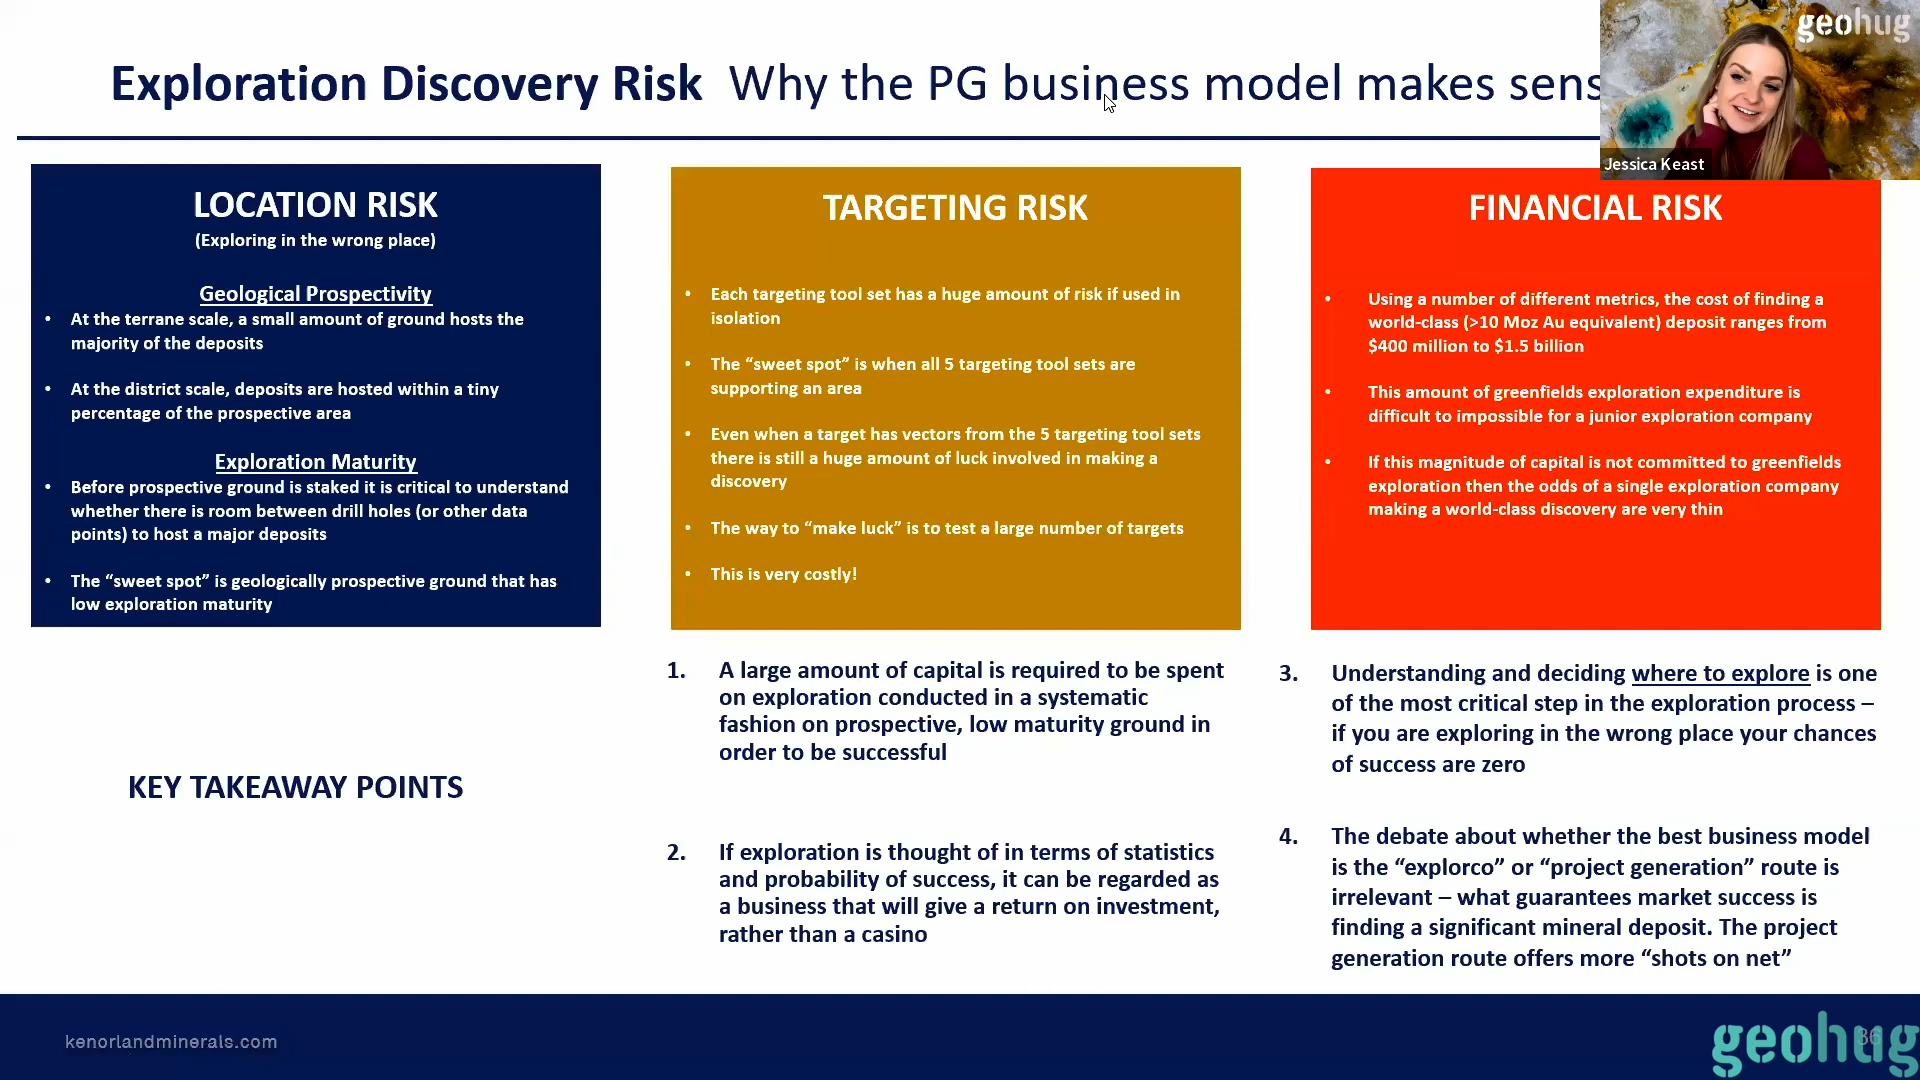 Exploration Discovery Risk Why the PG business model makes sens
geohug
Jessica Keast
LOCATION RISK
(Exploring in the wrong place)
Geological Prospectivity
• At the terrane scale, a small amount of ground hosts the
majority of the deposits
• At the district scale, deposits are hosted within a tiny
percentage of the prospective area
Exploration Maturity
• Before prospective ground is staked it is critical to understand
whether there is room between drill holes (or other data
points) to host a major deposits
• The “sweet spot” is geologically prospective ground that has
low exploration maturity
TARGETING RISK
• Each targeting tool set has a huge amount of risk if used in
isolation
• The “sweet spot” is when all 5 targeting tool sets are
supporting an area
• Even when a target has vectors from the 5 targeting tool sets
there is still a huge amount of luck involved in making a
discovery
• The way to “make luck” is to test a large number of targets
• This is very costly!
FINANCIAL RISK
• Using a number of different metrics, the cost of finding a
world-class (>10 Moz Au equivalent) deposit ranges from
$400 million to $1.5 billion
• This amount of greenfields exploration expenditure is
difficult to impossible for a junior exploration company
• If this magnitude of capital is not committed to greenfields
exploration then the odds of a single exploration company
making a world-class discovery are very thin
KEY TAKEAWAY POINTS
1. A large amount of capital is required to be spent
on exploration conducted in a systematic
fashion on prospective, low maturity ground in
order to be successful
2. If exploration is thought of in terms of statistics
and probability of success, it can be regarded as
a business that will give a return on investment,
rather than a casino
3. Understanding and deciding where to explore is one
of the most critical step in the exploration process –
if you are exploring in the wrong place your chances
of success are zero
4. The debate about whether the best business model
is the “explorco” or “project generation” route is
irrelevant – what guarantees market success is
finding a significant mineral deposit. The project
generation route offers more “shots on net”
kenorlandminerals.com
36
geohug